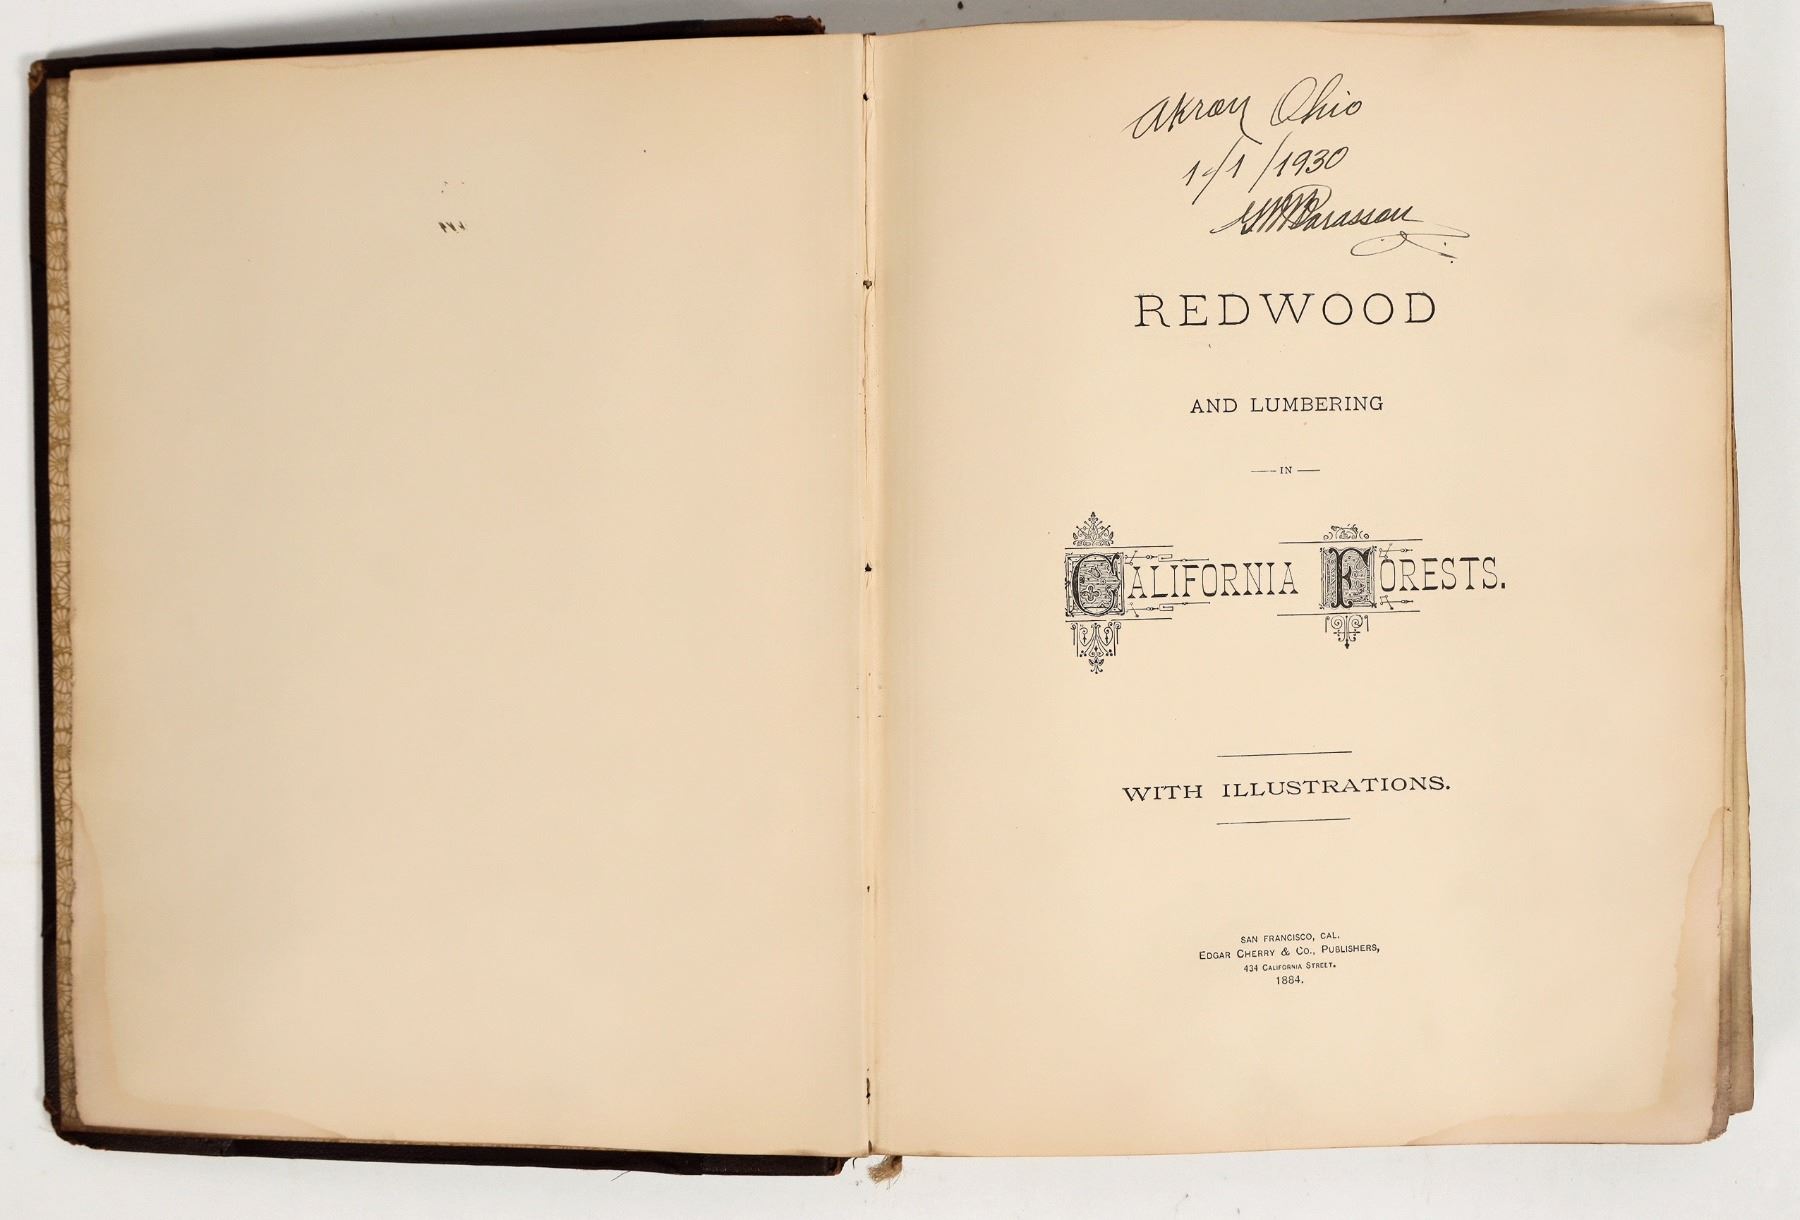 Akron Ohio
1/1/1930
REDWOOD
AND LUMBERING
— IN —
CALIFORNIA FORESTS.
WITH ILLUSTRATIONS.
SAN FRANCISCO, CAL.
EDGAR CHERRY & CO., PUBLISHERS,
434 CALIFORNIA STREET.
1884.